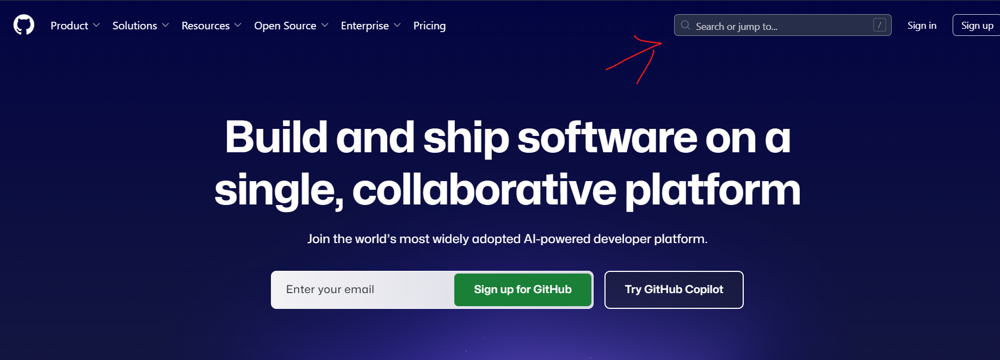 Product Solutions Resources Open Source Enterprise Pricing Search or jump to... / Sign in Sign up
Build and ship software on a
single, collaborative platform
Join the world's most widely adopted AI-powered developer platform.
Enter your email Sign up for GitHub Try GitHub Copilot